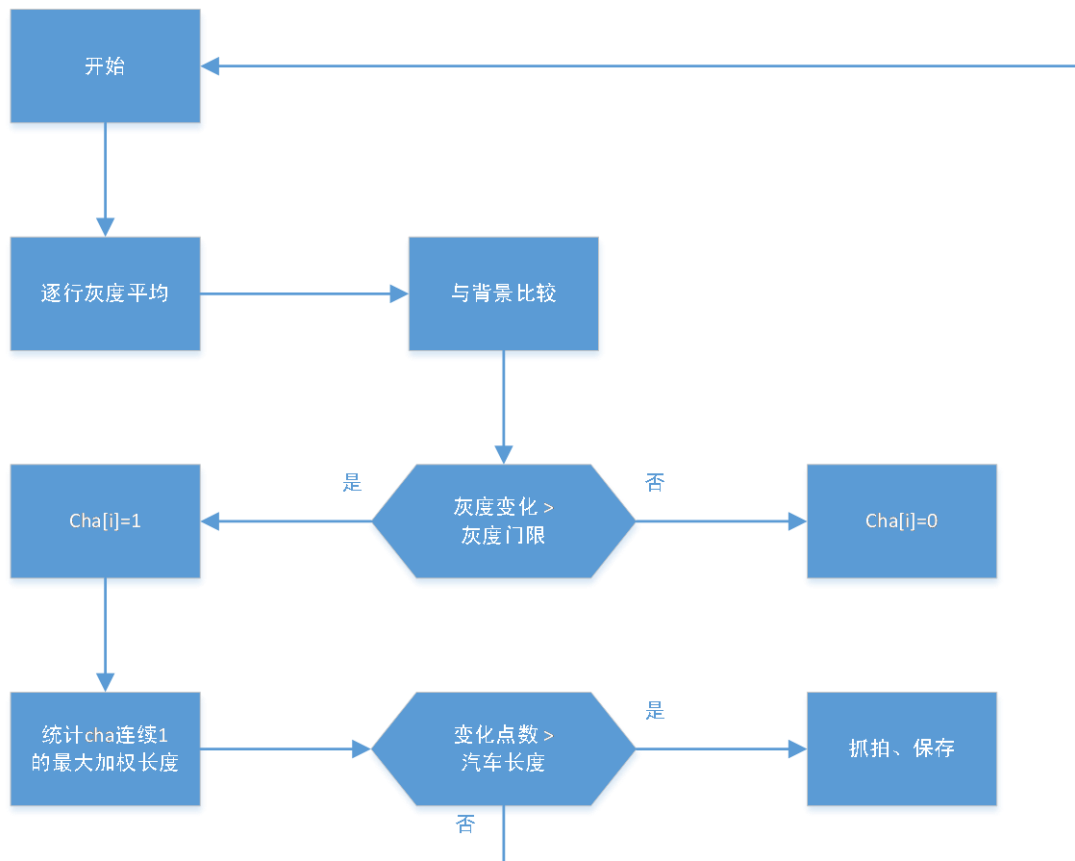 开始
逐行灰度平均
与背景比较
是
灰度变化 >
灰度门限
否
Cha[i]=1
Cha[i]=0
统计cha连续1
的最大加权长度
变化点数 >
汽车长度
是
抓拍、保存
否